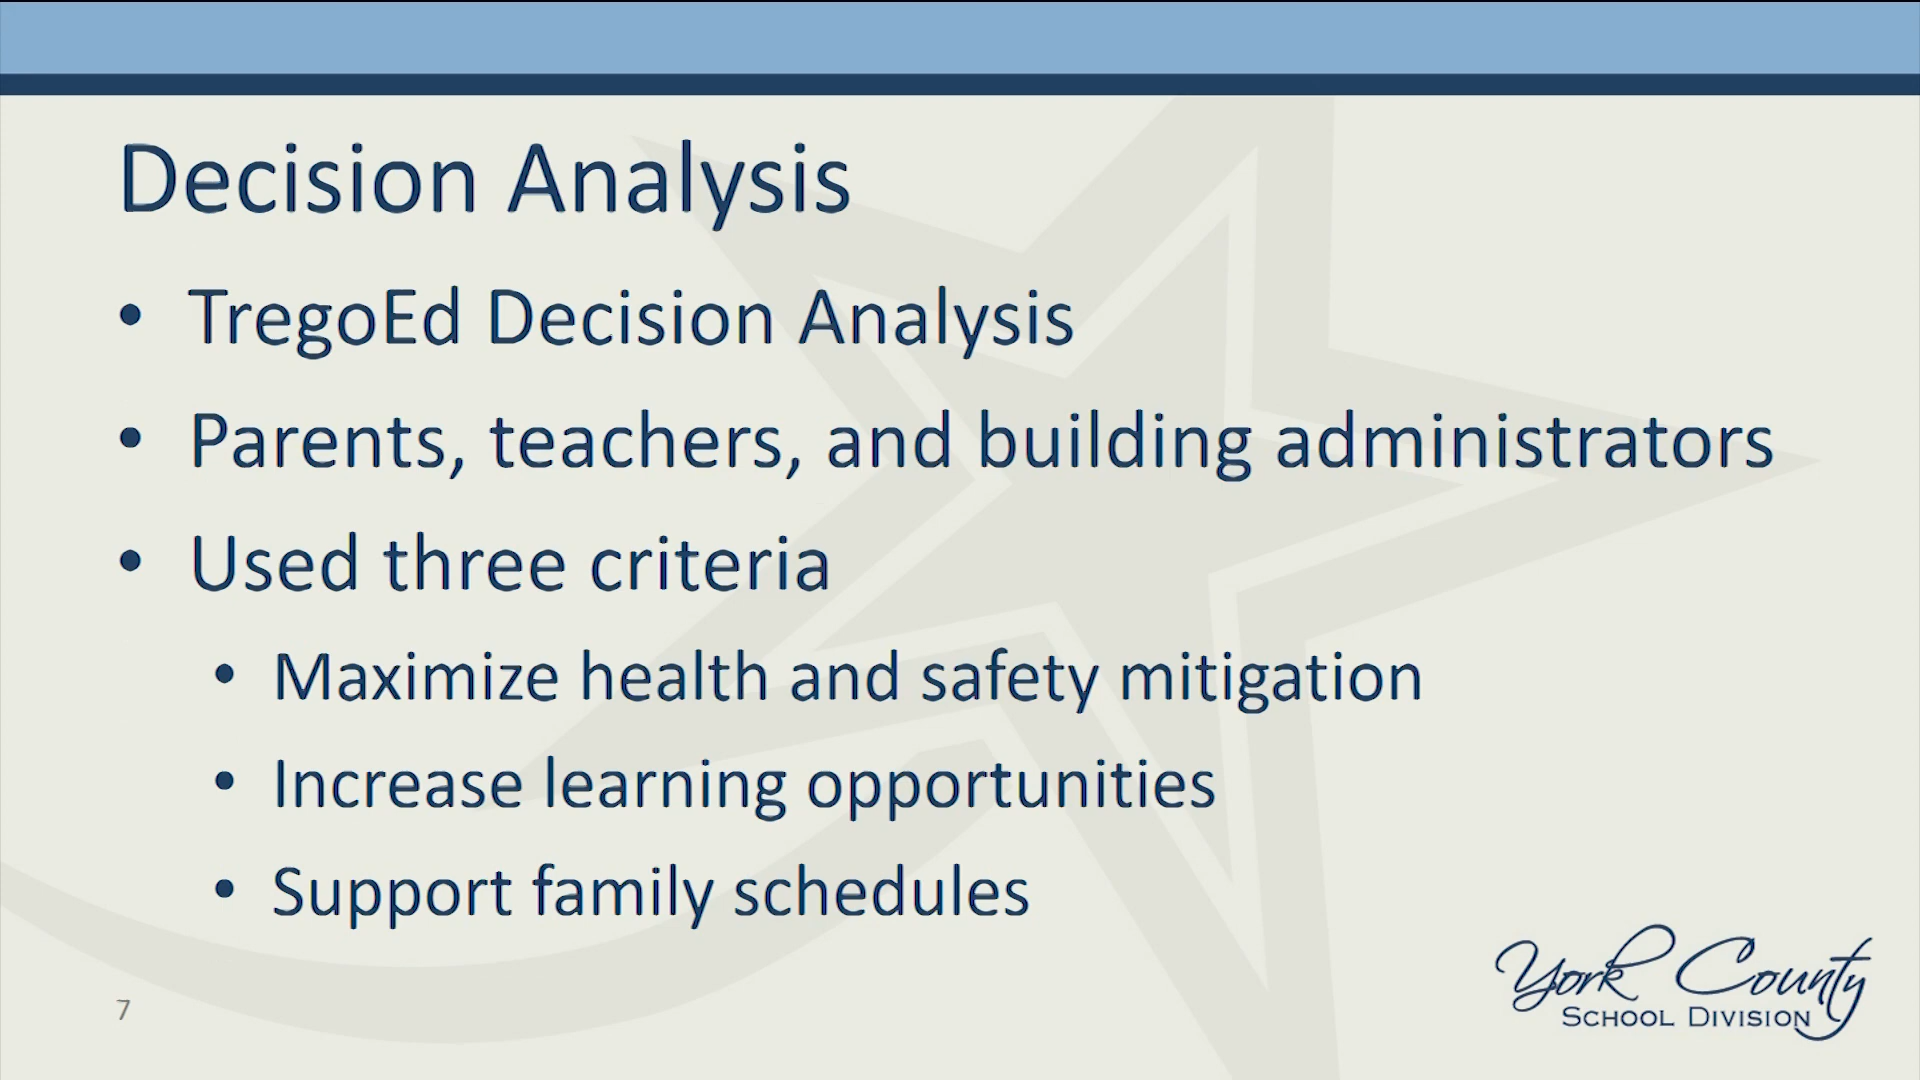 Decision Analysis
• TregoEd Decision Analysis
• Parents, teachers, and building administrators
• Used three criteria
• Maximize health and safety mitigation
• Increase learning opportunities
• Support family schedules
York County
SCHOOL DIVISION
7